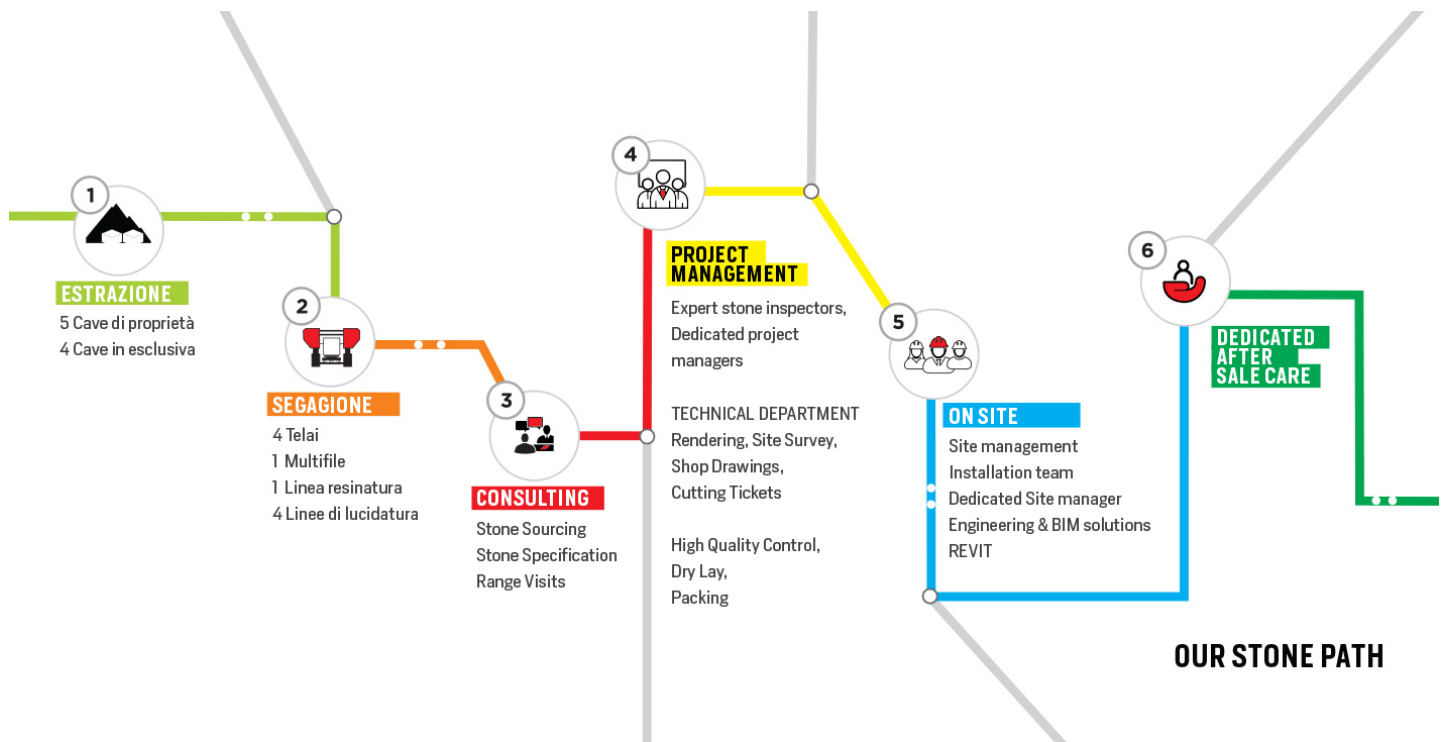 1
ESTRAZIONE
5 Cave di proprietà
4 Cave in esclusiva
2
SEGAGIONE
4 Telai
1 Multifile
1 Linea resinatura
4 Linee di lucidatura
3
CONSULTING
Stone Sourcing
Stone Specification
Range Visits
4
PROJECT
MANAGEMENT
Expert stone inspectors,
Dedicated project
managers
TECHNICAL DEPARTMENT
Rendering, Site Survey,
Shop Drawings,
Cutting Tickets
High Quality Control,
Dry Lay,
Packing
5
ON SITE
Site management
Installation team
Dedicated Site manager
Engineering & BIM solutions
REVIT
6
DEDICATED
AFTER
SALE CARE
OUR STONE PATH